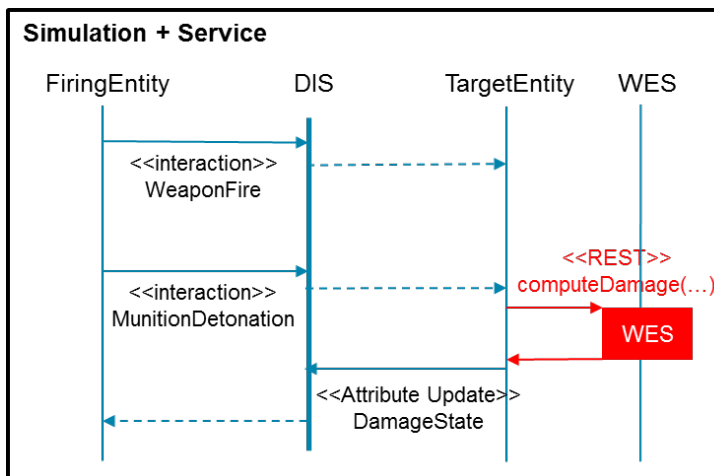 Simulation + Service
FiringEntity DIS TargetEntity WES
<<interaction>>
WeaponFire
<<REST>>
computeDamage(…)
<<interaction>>
MunitionDetonation
WES
<<Attribute Update>>
DamageState